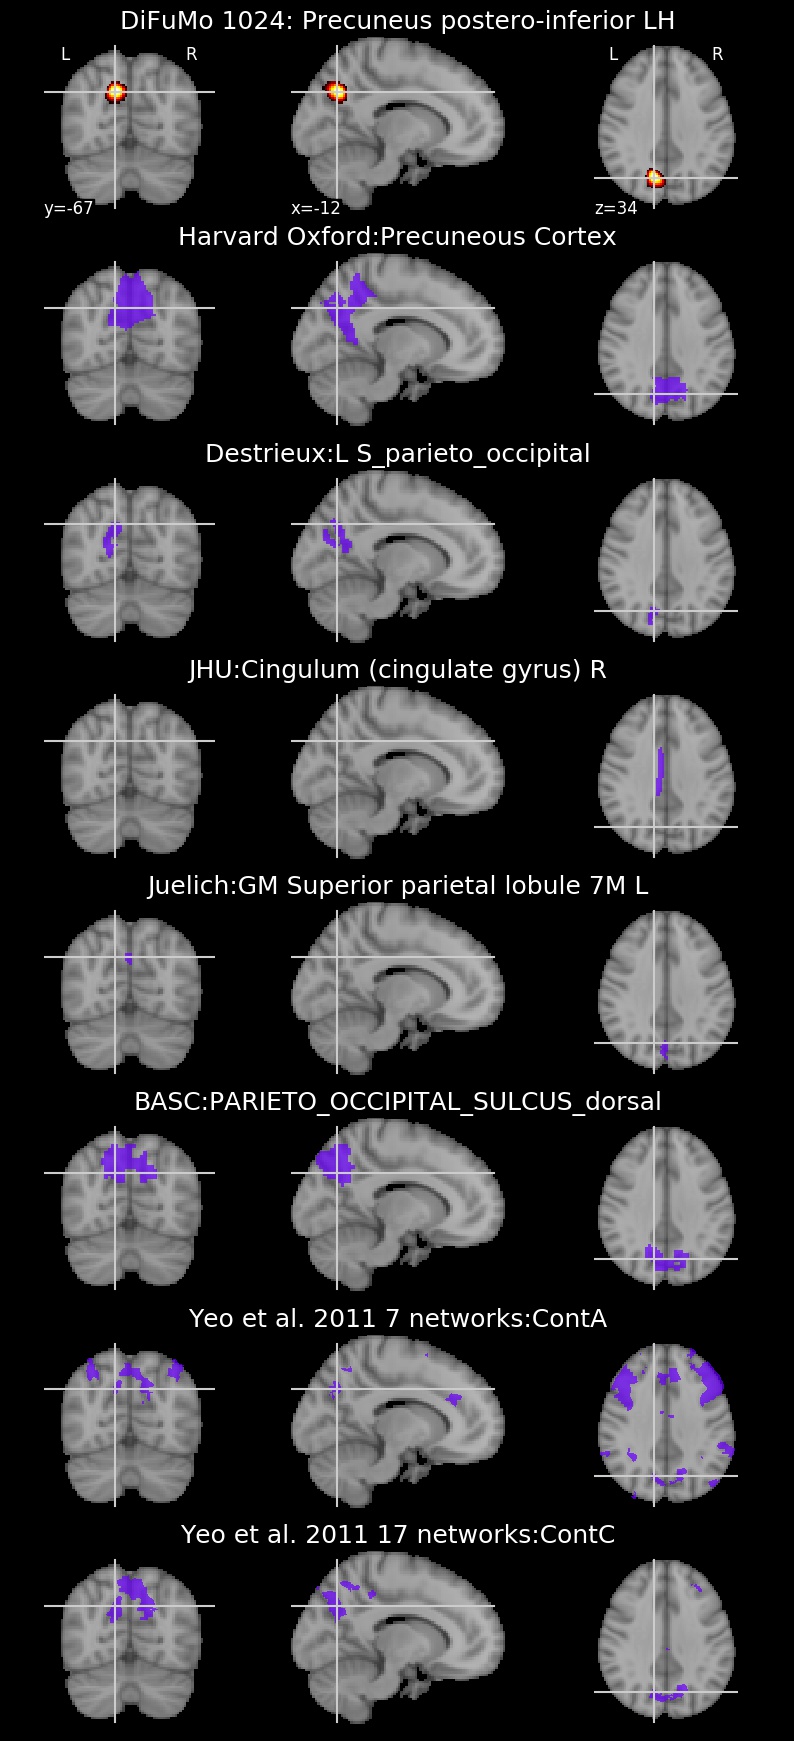 DiFuMo 1024: Precuneus postero-inferior LH
L R L R
y=-67 x=-12 z=34
Harvard Oxford:Precuneous Cortex
Destrieux:L S_parieto_occipital
JHU:Cingulum (cingulate gyrus) R
Juelich:GM Superior parietal lobule 7M L
BASC:PARIETO_OCCIPITAL_SULCUS_dorsal
Yeo et al. 2011 7 networks:ContA
Yeo et al. 2011 17 networks:ContC